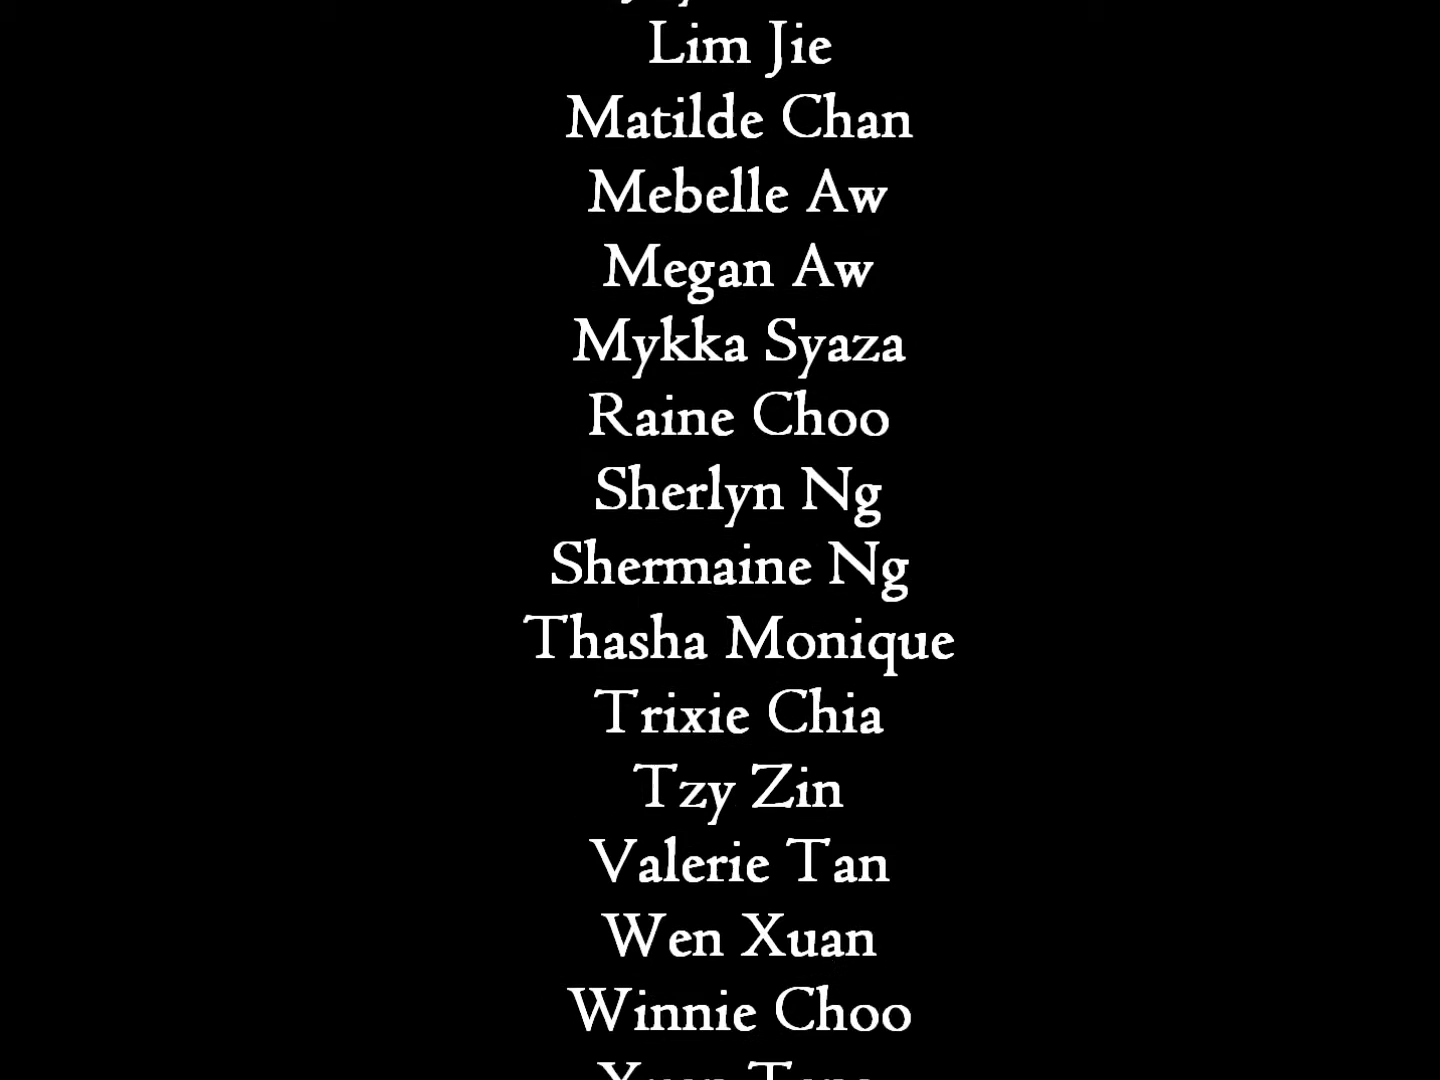 Lim Jie
Matilde Chan
Mebelle Aw
Megan Aw
Mykka Syaza
Raine Choo
Sherlyn Ng
Shermaine Ng
Thasha Monique
Trixie Chia
Tzy Zin
Valerie Tan
Wen Xuan
Winnie Choo